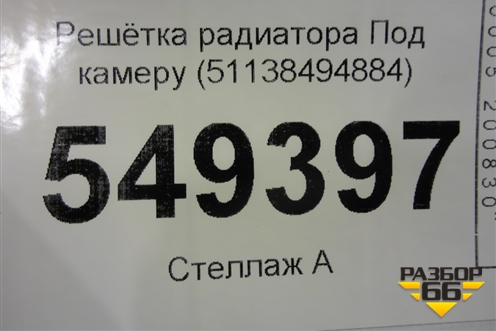 Решётка радиатора Под
камеру (51138494884)
549397
Стеллаж А
РАЗБОР
66